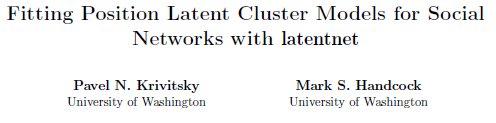 Fitting Position Latent Cluster Models for Social
Networks with latentnet
Pavel N. Krivitsky Mark S. Handcock
University of Washington University of Washington